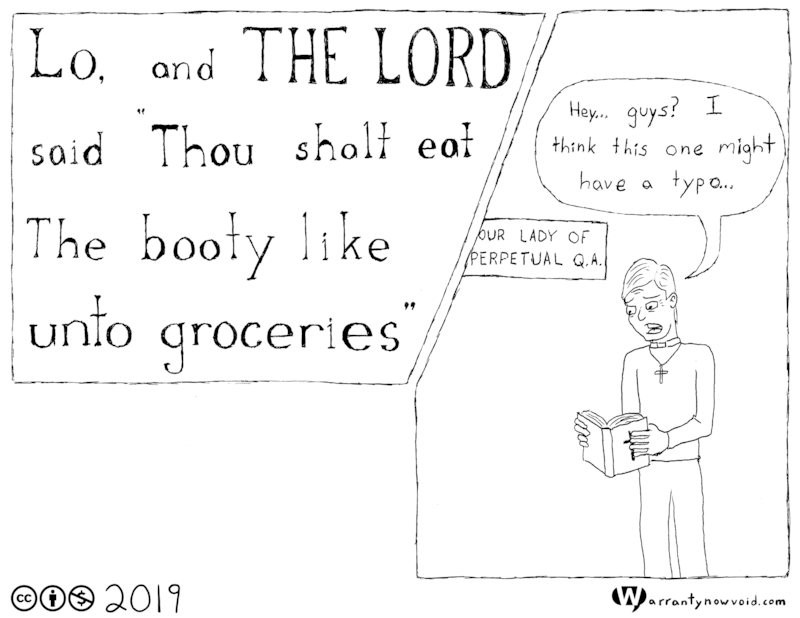 Lo, and THE LORD
said "Thou shalt eat
The booty like
unto groceries"
Hey... guys? I
think this one might
have a typo...
OUR LADY OF
PERPETUAL Q.A.
cc 2019
Warrantynowvoid.com